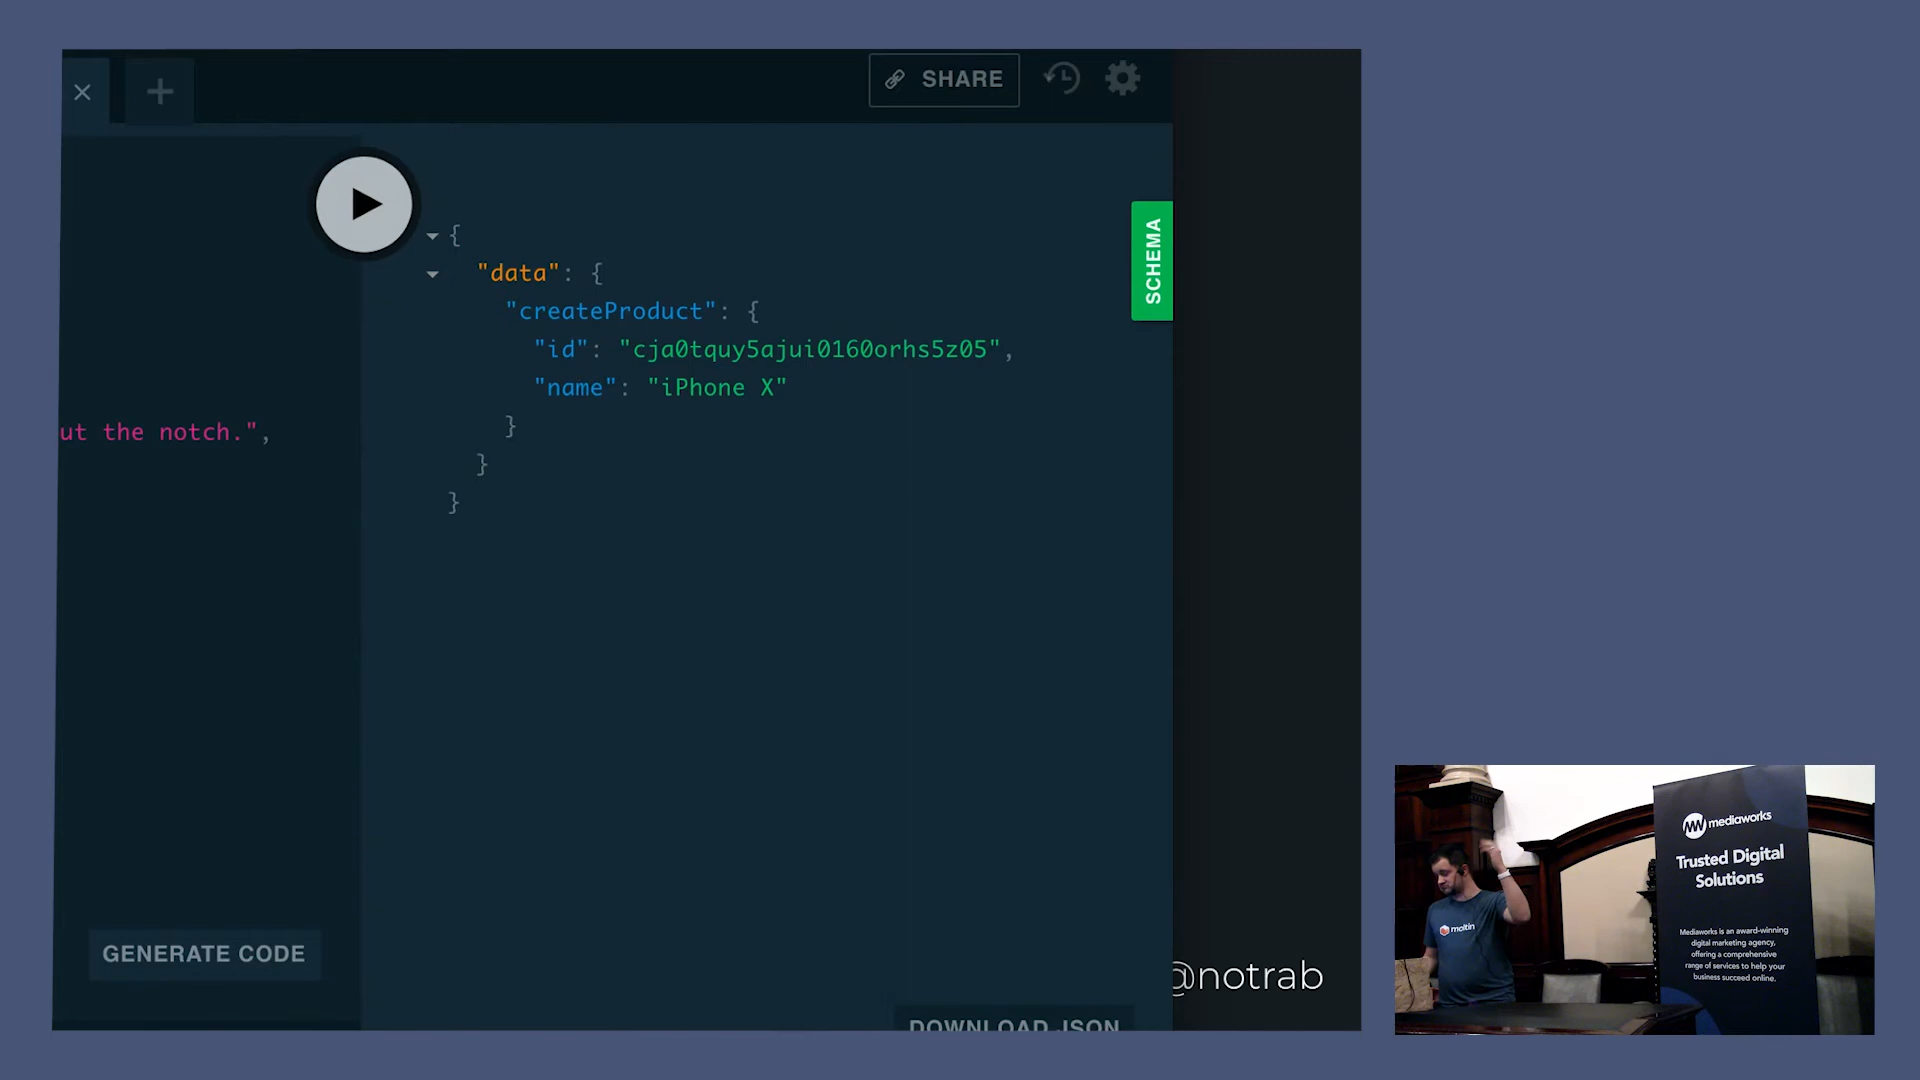 SHARE
SCHEMA
{
"data": {
"createProduct": {
"id": "cja0tquy5ajui0160orhs5z05",
"name": "iPhone X"
}
}
}
ut the notch.",
GENERATE CODE
DOWNLOAD JSON
@notrab
moltin
MW mediaworks
Trusted Digital
Solutions
Mediaworks is an award-winning
digital marketing agency,
offering a comprehensive
range of services to help your
business succeed online.